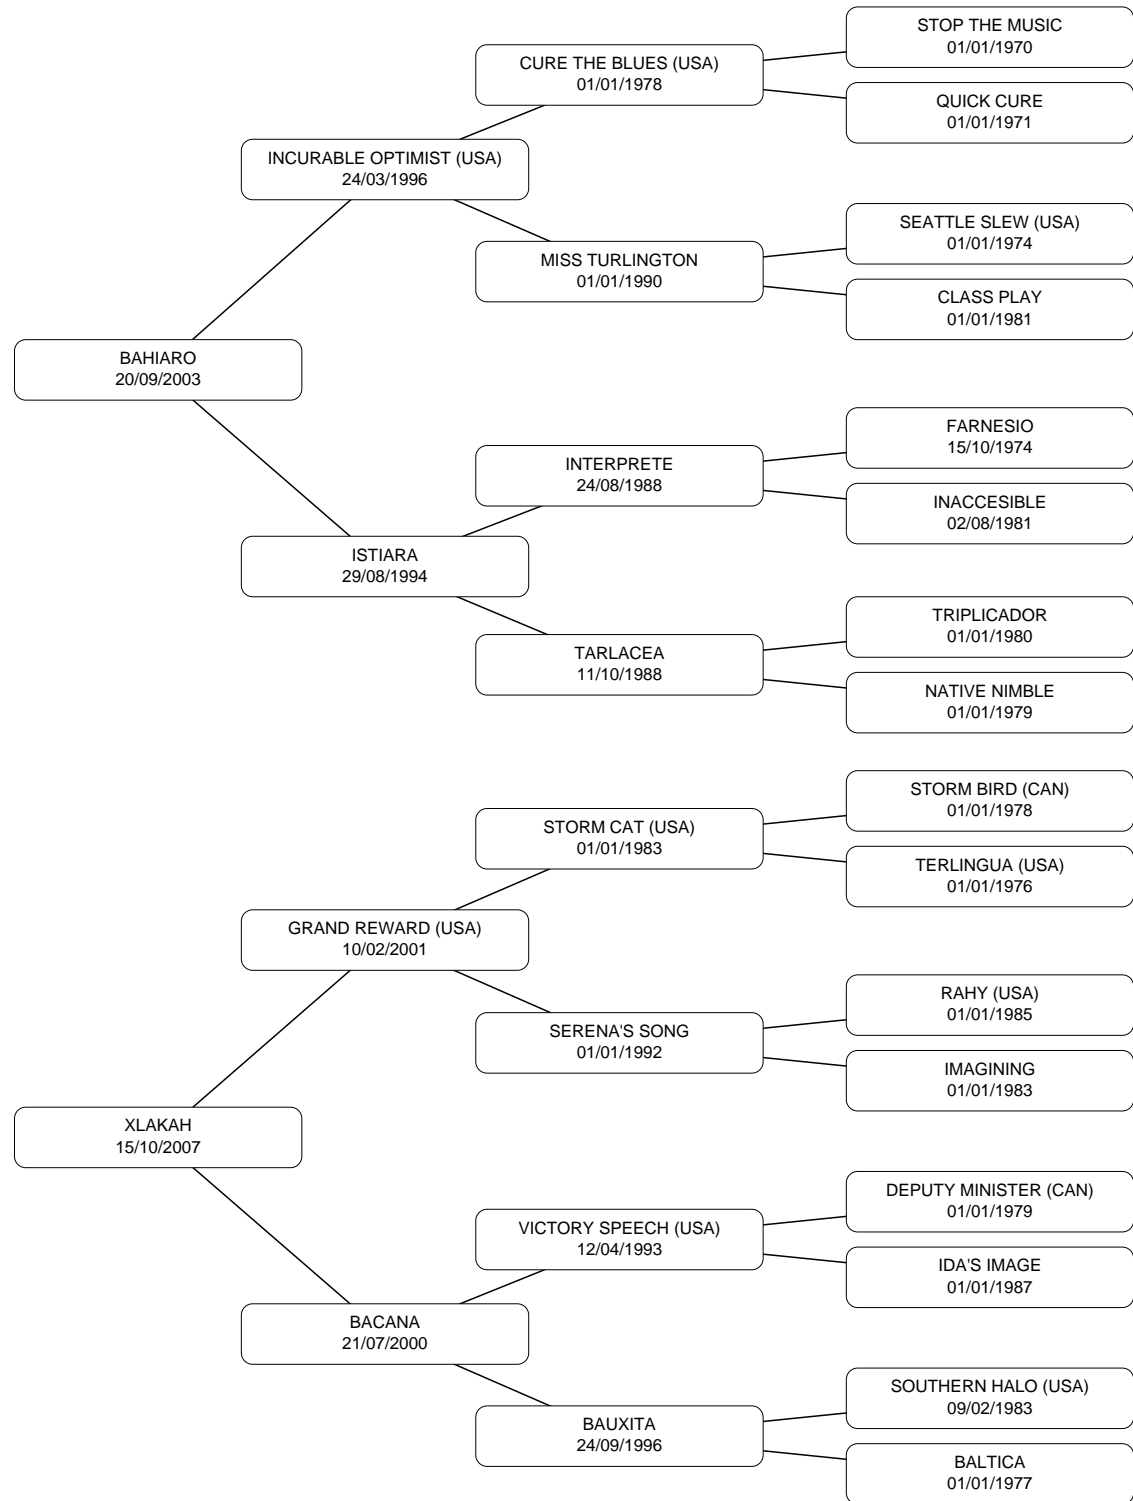 STOP THE MUSIC
01/01/1970
CURE THE BLUES (USA)
01/01/1978
QUICK CURE
01/01/1971
INCURABLE OPTIMIST (USA)
24/03/1996
SEATTLE SLEW (USA)
01/01/1974
MISS TURLINGTON
01/01/1990
CLASS PLAY
01/01/1981
BAHIARO
20/09/2003
FARNESIO
15/10/1974
INTERPRETE
24/08/1988
INACCESIBLE
02/08/1981
ISTIARA
29/08/1994
TRIPLICADOR
01/01/1980
TARLACEA
11/10/1988
NATIVE NIMBLE
01/01/1979
STORM BIRD (CAN)
01/01/1978
STORM CAT (USA)
01/01/1983
TERLINGUA (USA)
01/01/1976
GRAND REWARD (USA)
10/02/2001
RAHY (USA)
01/01/1985
SERENA'S SONG
01/01/1992
IMAGINING
01/01/1983
XLAKAH
15/10/2007
DEPUTY MINISTER (CAN)
01/01/1979
VICTORY SPEECH (USA)
12/04/1993
IDA'S IMAGE
01/01/1987
BACANA
21/07/2000
SOUTHERN HALO (USA)
09/02/1983
BAUXITA
24/09/1996
BALTICA
01/01/1977